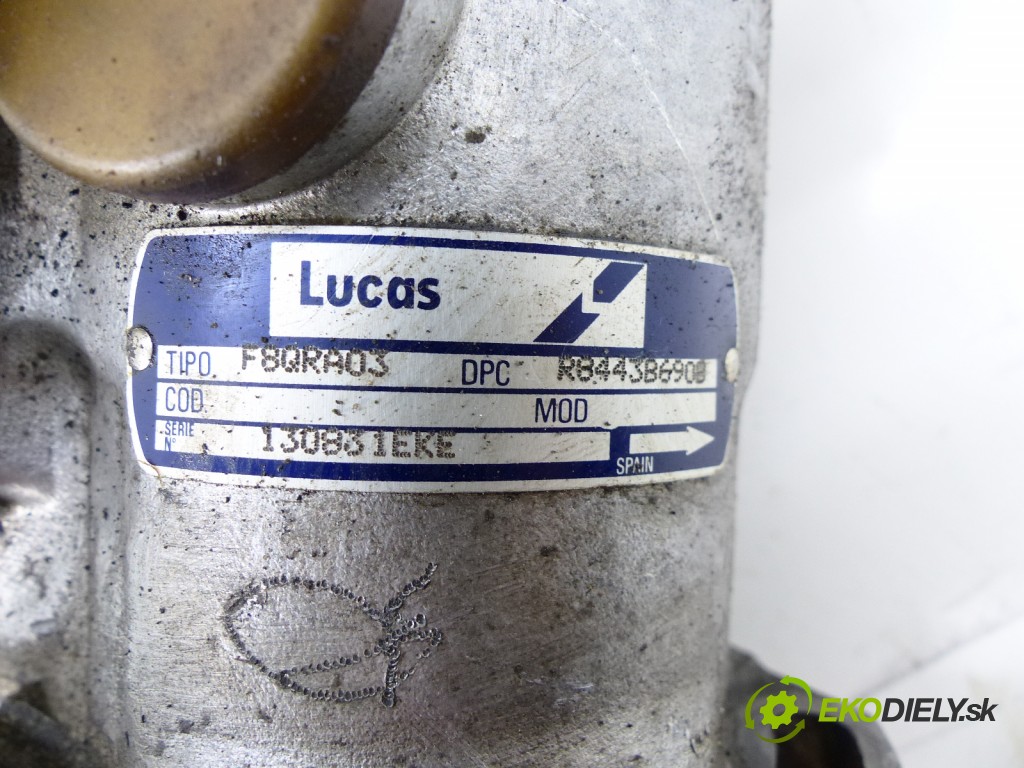 Lucas
TIPO F8QRA03 DPC R8443B690B
COD MOD
SERIE N° 130831EKE SPAIN
EKODIELY.sk